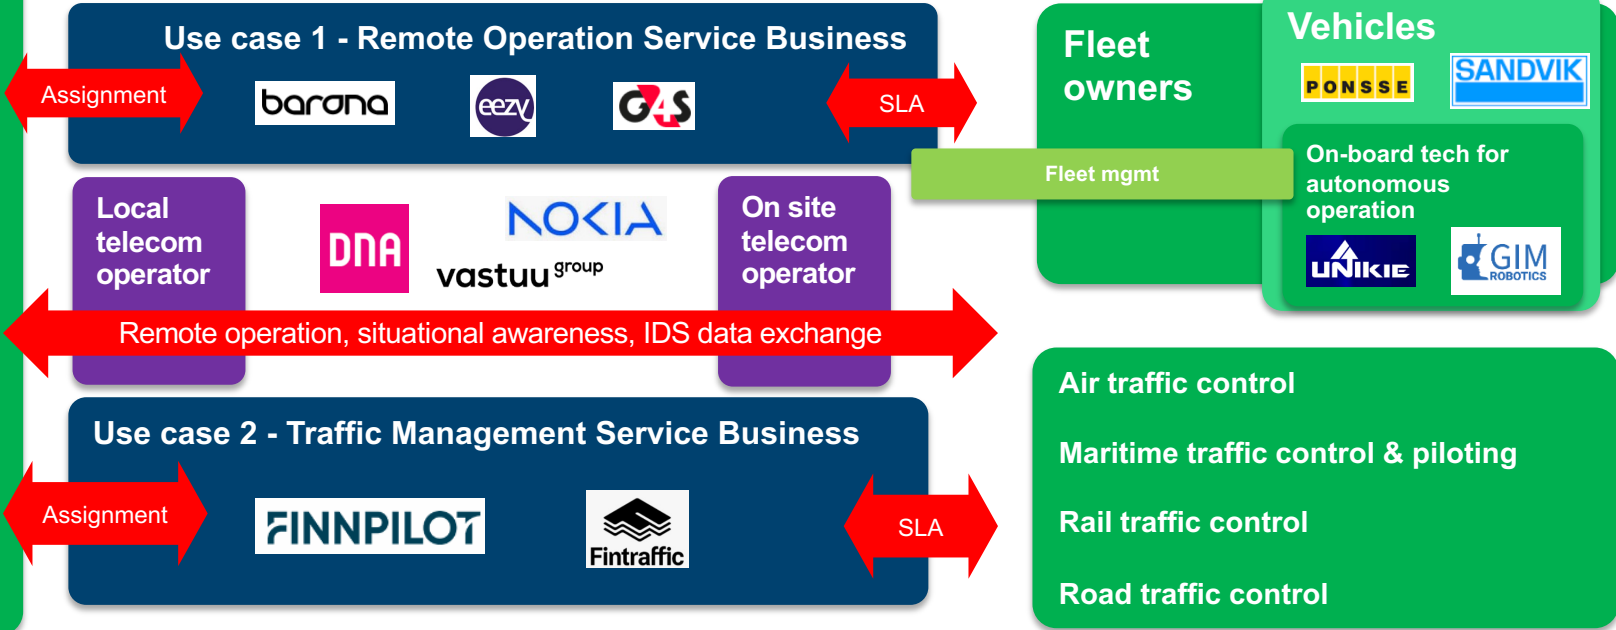 Use case 1 - Remote Operation Service Business
Assignment
barona
eezy
G4S
SLA
Fleet
owners
Vehicles
PONSSE
SANDVIK
Fleet mgmt
On-board tech for
autonomous
operation
UNIKIE
GIM
ROBOTICS
Local
telecom
operator
DNA
NOKIA
vastuu group
On site
telecom
operator
Remote operation, situational awareness, IDS data exchange
Use case 2 - Traffic Management Service Business
Assignment
FINNPILOT
Fintraffic
SLA
Air traffic control
Maritime traffic control & piloting
Rail traffic control
Road traffic control